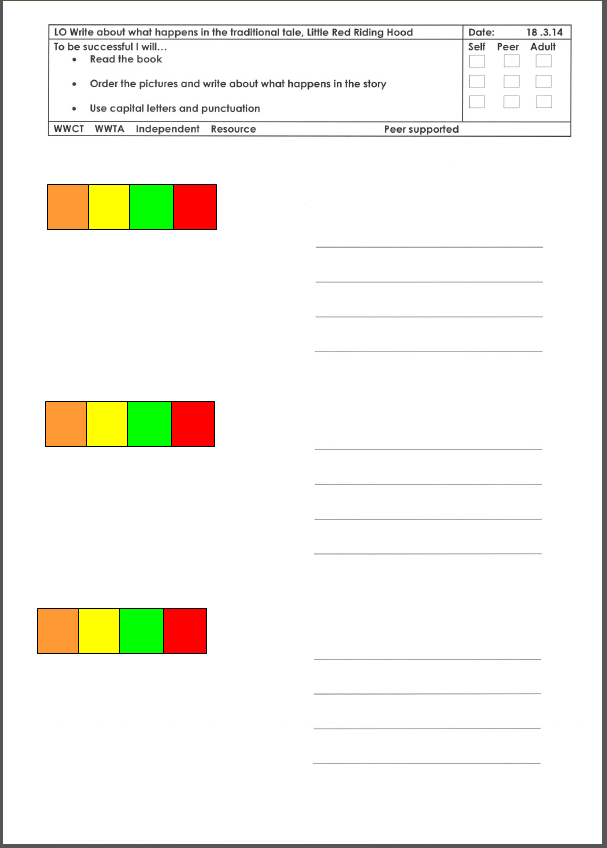 LO Write about what happens in the traditional tale, Little Red Riding Hood Date: 18 .3.14
To be successful I will... Self Peer Adult
• Read the book
• Order the pictures and write about what happens in the story
• Use capital letters and punctuation
WWCT WWTA Independent Resource Peer supported